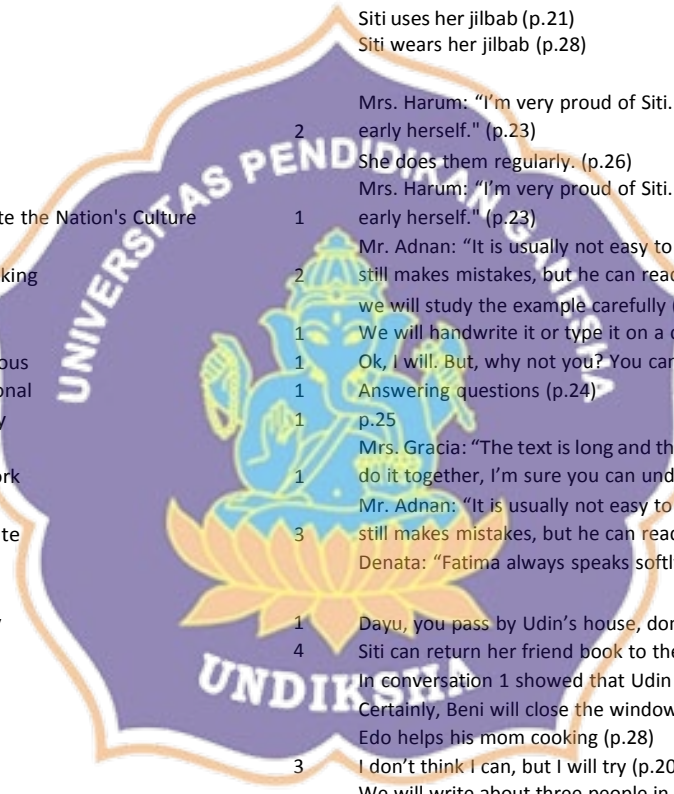 Siti uses her jilbab (p.21)
Siti wears her jilbab (p.28)
Mrs. Harum: “I’m very proud of Siti.
2 early herself." (p.23)
She does them regularly. (p.26)
Mrs. Harum: “I’m very proud of Siti.
te the Nation's Culture 1 early herself." (p.23)
Mr. Adnan: “It is usually not easy to
king 2 still makes mistakes, but he can read
we will study the example carefully
1 We will handwrite it or type it on a
ous 1 Ok, I will. But, why not you? You can
onal 1 Answering questions (p.24)
y 1 p.25
Mrs. Gracia: “The text is long and th
ork 1 do it together, I’m sure you can und
Mr. Adnan: “It is usually not easy to
te 3 still makes mistakes, but he can read
Denata: “Fatima always speaks softly
1 Dayu, you pass by Udin’s house, don
4 Siti can return her friend book to the
In conversation 1 showed that Udin
Certainly, Beni will close the window
Edo helps his mom cooking (p.28)
3 I don’t think I can, but I will try (p.20
We will write about three people in
UNIVERSITAS PENDIDIKAN GANESHA
UNDIKSHA